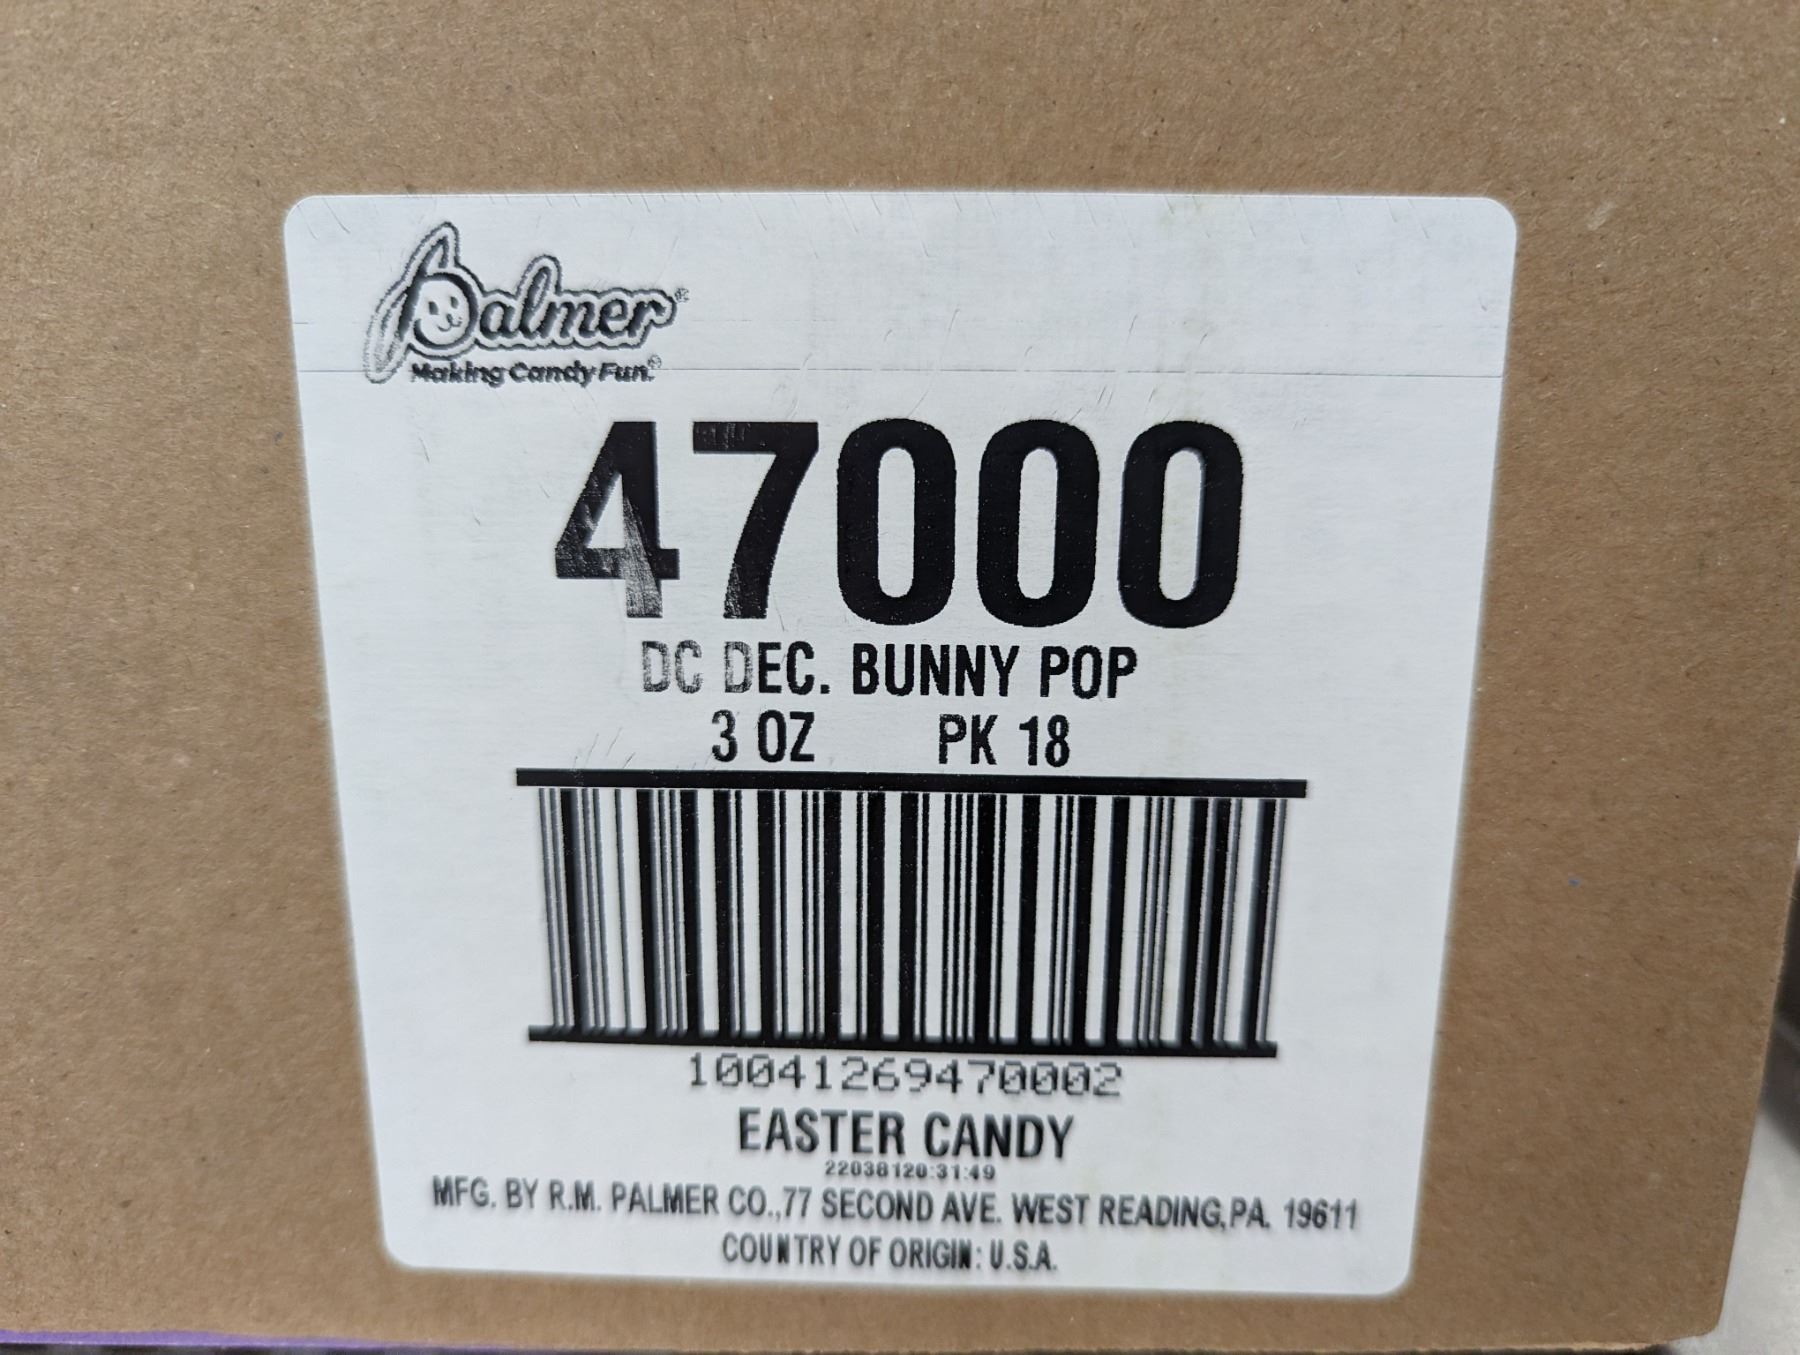 Palmer®
Making Candy Fun.®
47000
DC DEC. BUNNY POP
3 OZ PK 18
10041269470002
EASTER CANDY
22038120:31:49
MFG. BY R.M. PALMER CO.,77 SECOND AVE. WEST READING,PA. 19611
COUNTRY OF ORIGIN: U.S.A.